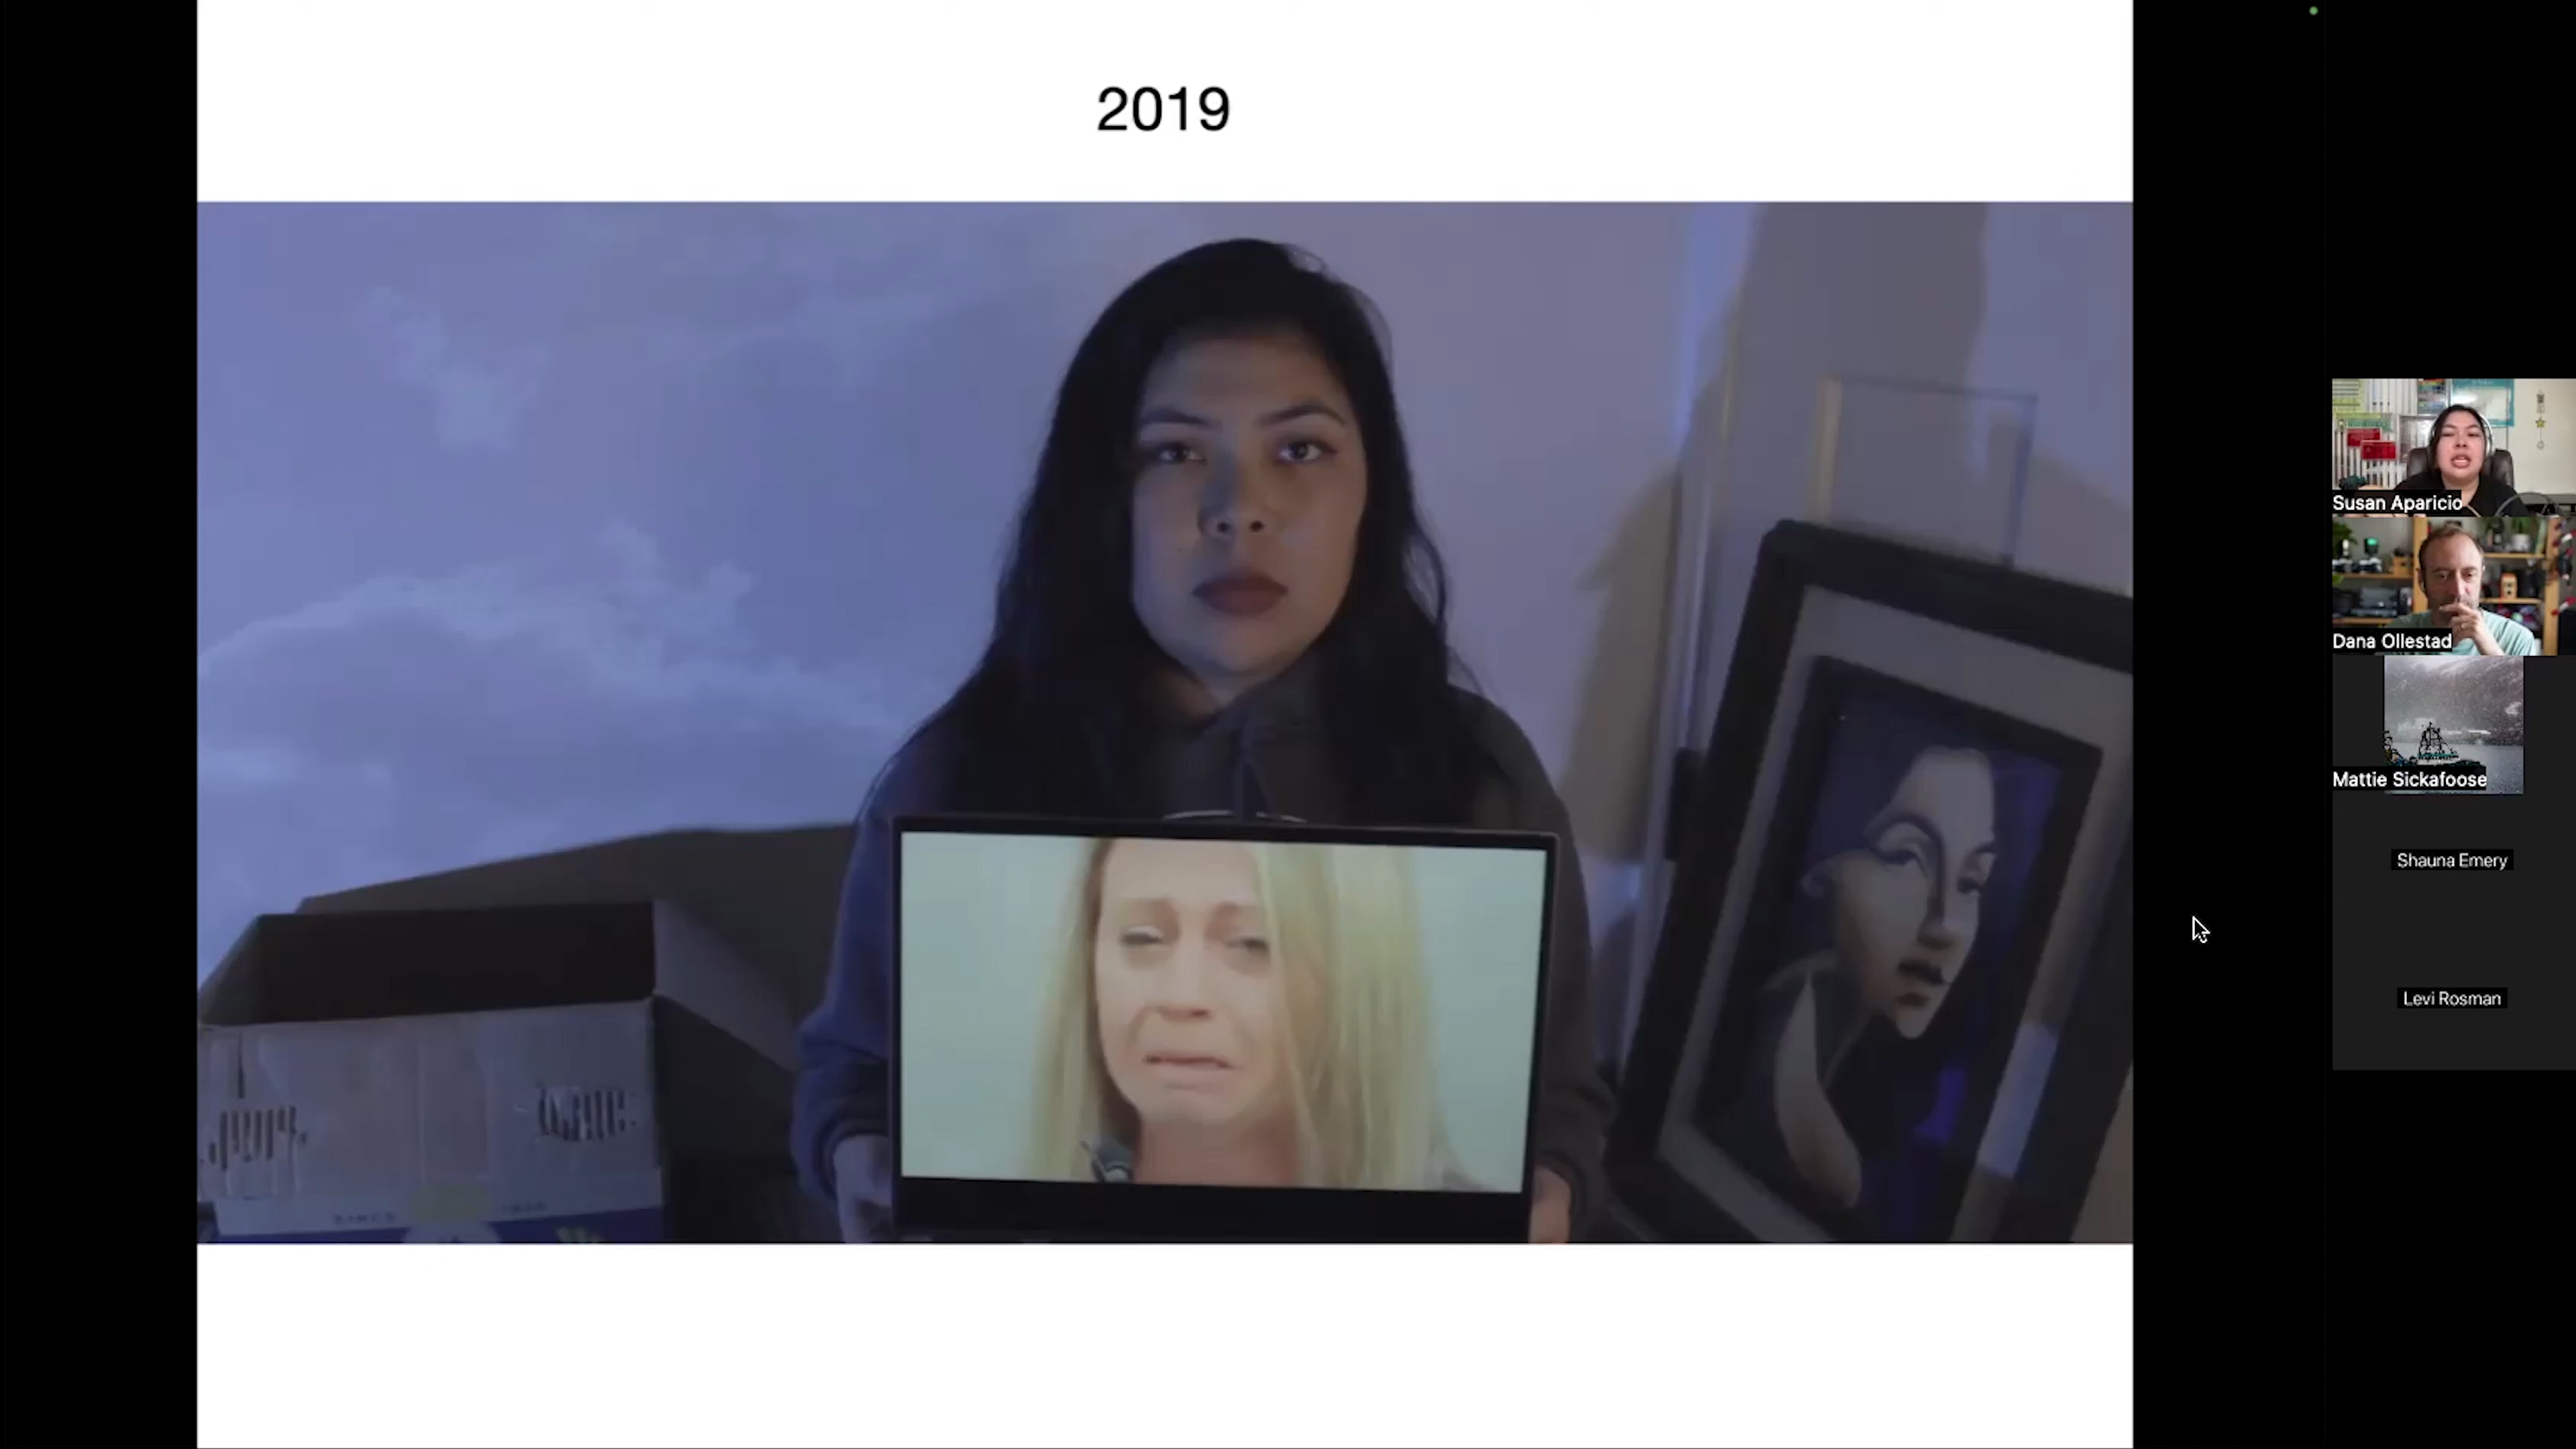 2019
Susan Aparicio
Dana Ollestad
Mattie Sickafoose
Shauna Emery
Levi Rosman